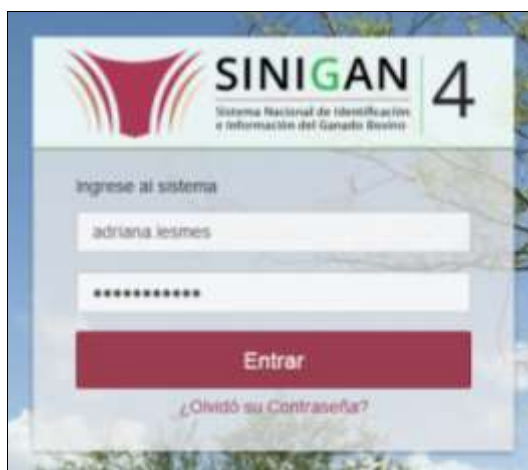 SINIGAN 4
Sistema Nacional de Identificación
e Información del Ganado Bovino
Ingrese al sistema
adriana lesmes
•••••••••••
Entrar
¿Olvidó su Contraseña?